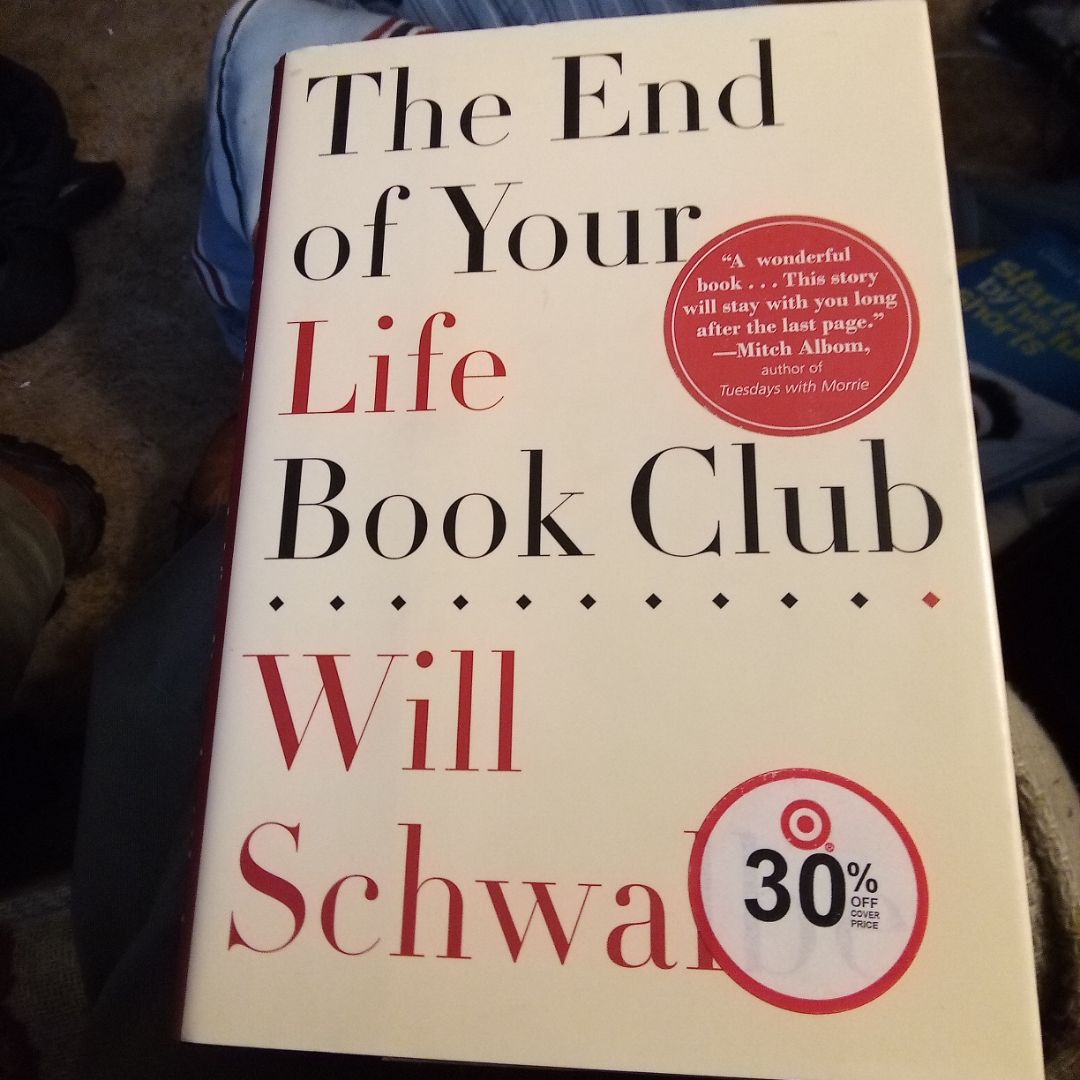 The End
of Your
Life
Book Club
Will
Schwalbe
“A wonderful
book . . . This story
will stay with you long
after the last page.”
—Mitch Albom,
author of
Tuesdays with Morrie
30%
OFF
COVER
PRICE